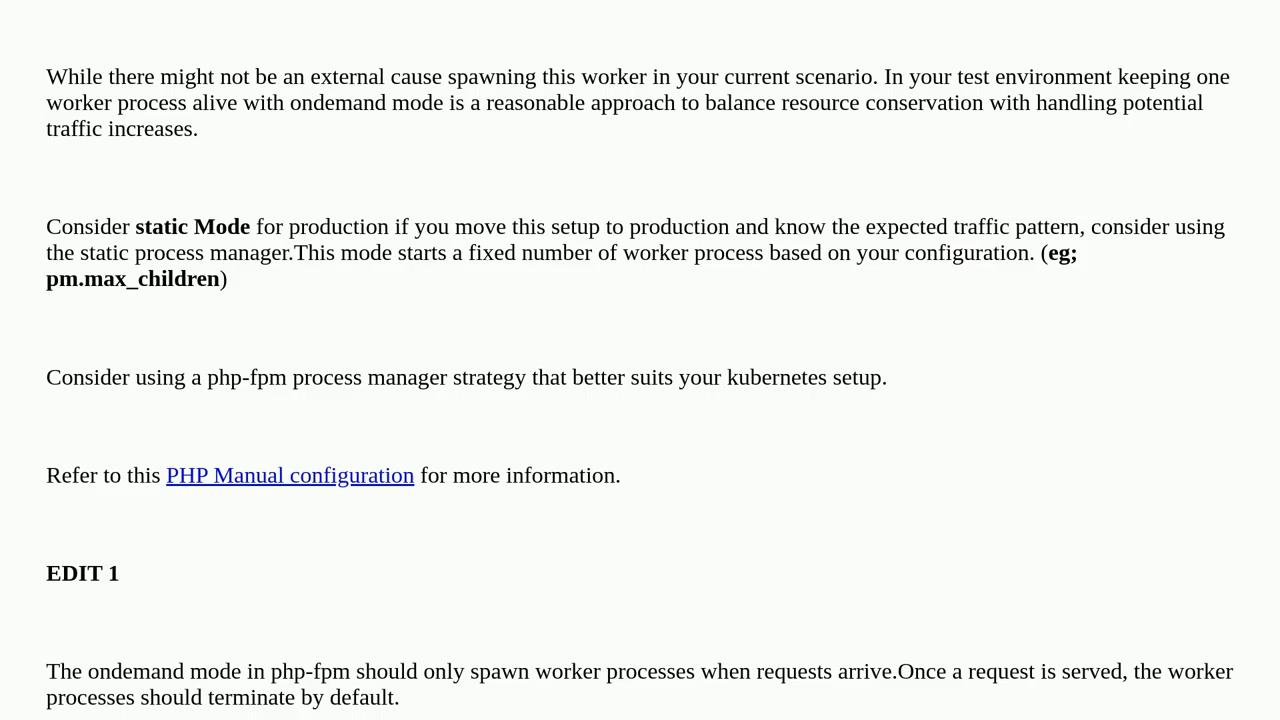 While there might not be an external cause spawning this worker in your current scenario. In your test environment keeping one
worker process alive with ondemand mode is a reasonable approach to balance resource conservation with handling potential
traffic increases.
Consider static Mode for production if you move this setup to production and know the expected traffic pattern, consider using
the static process manager.This mode starts a fixed number of worker process based on your configuration. (eg;
pm.max_children)
Consider using a php-fpm process manager strategy that better suits your kubernetes setup.
Refer to this PHP Manual configuration for more information.
EDIT 1
The ondemand mode in php-fpm should only spawn worker processes when requests arrive.Once a request is served, the worker
processes should terminate by default.